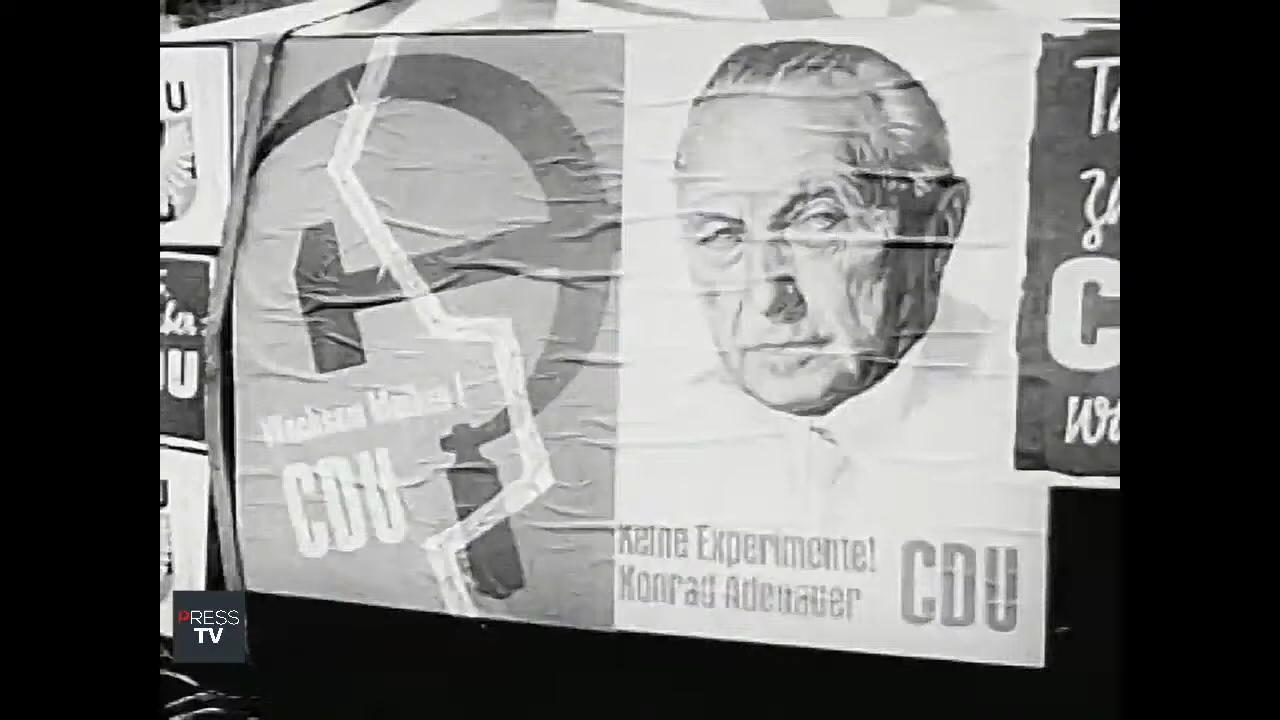 U
U
Wachsam bleiben!
CDU
Keine Experimente!
Konrad Adenauer
CDU
C
PRESS
TV